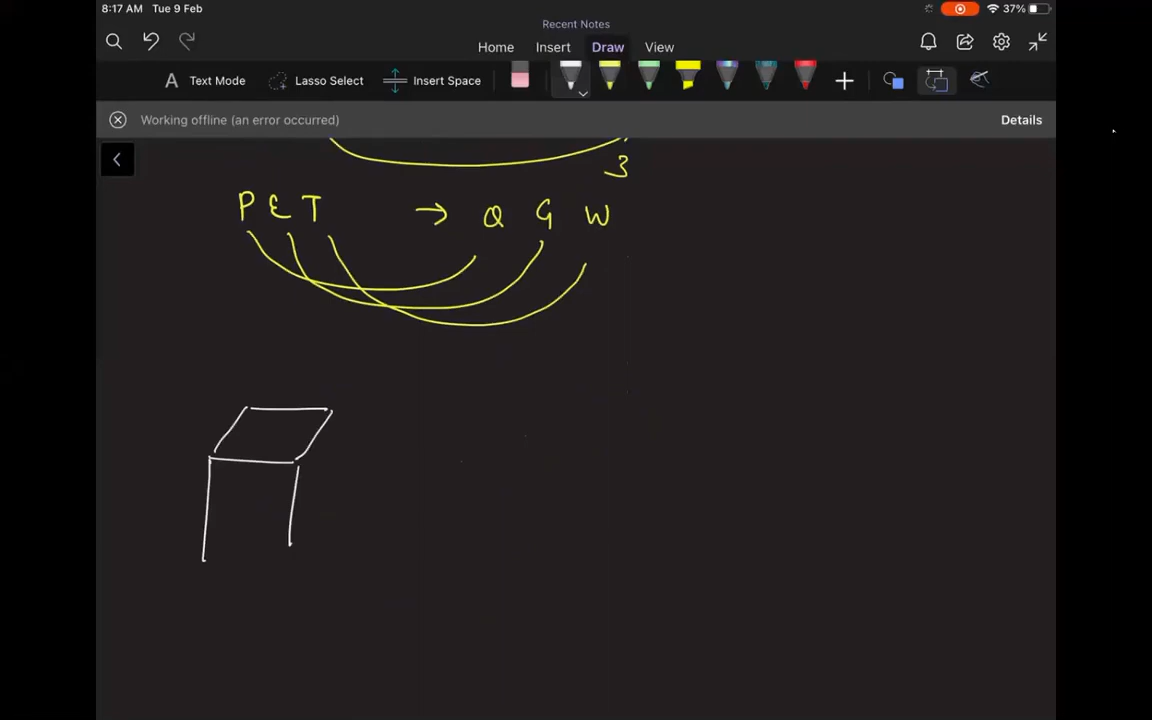 8:17 AM Tue 9 Feb
37%
Recent Notes
Home Insert Draw View
Text Mode Lasso Select Insert Space
Working offline (an error occurred) Details
3
P E T → Q G W